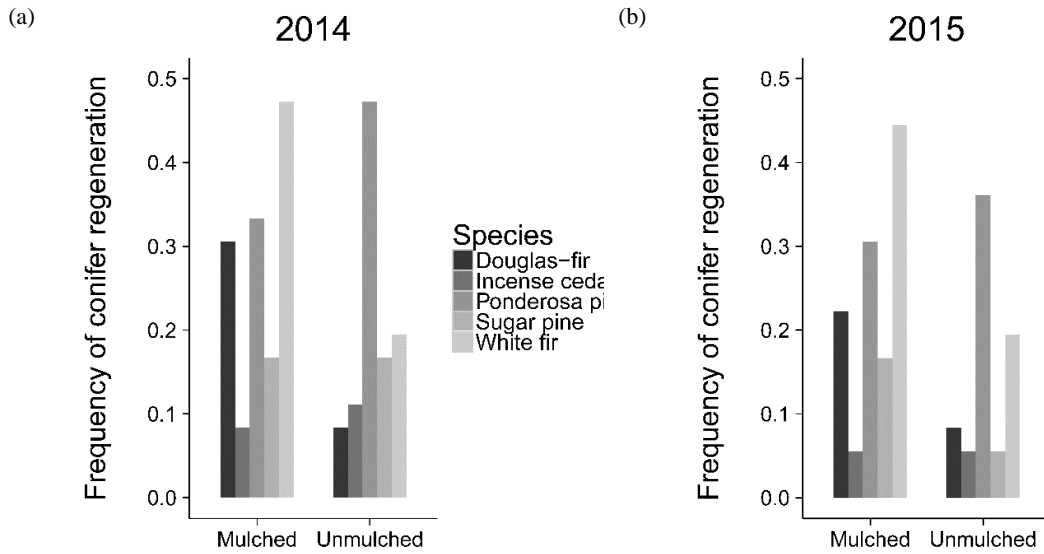 (a)
2014
Frequency of conifer regeneration
0.5
0.4
0.3
0.2
0.1
0.0
Mulched Unmulched
Species
Douglas−fir
Incense ceda
Ponderosa pi
Sugar pine
White fir
(b)
2015
Frequency of conifer regeneration
0.5
0.4
0.3
0.2
0.1
0.0
Mulched Unmulched